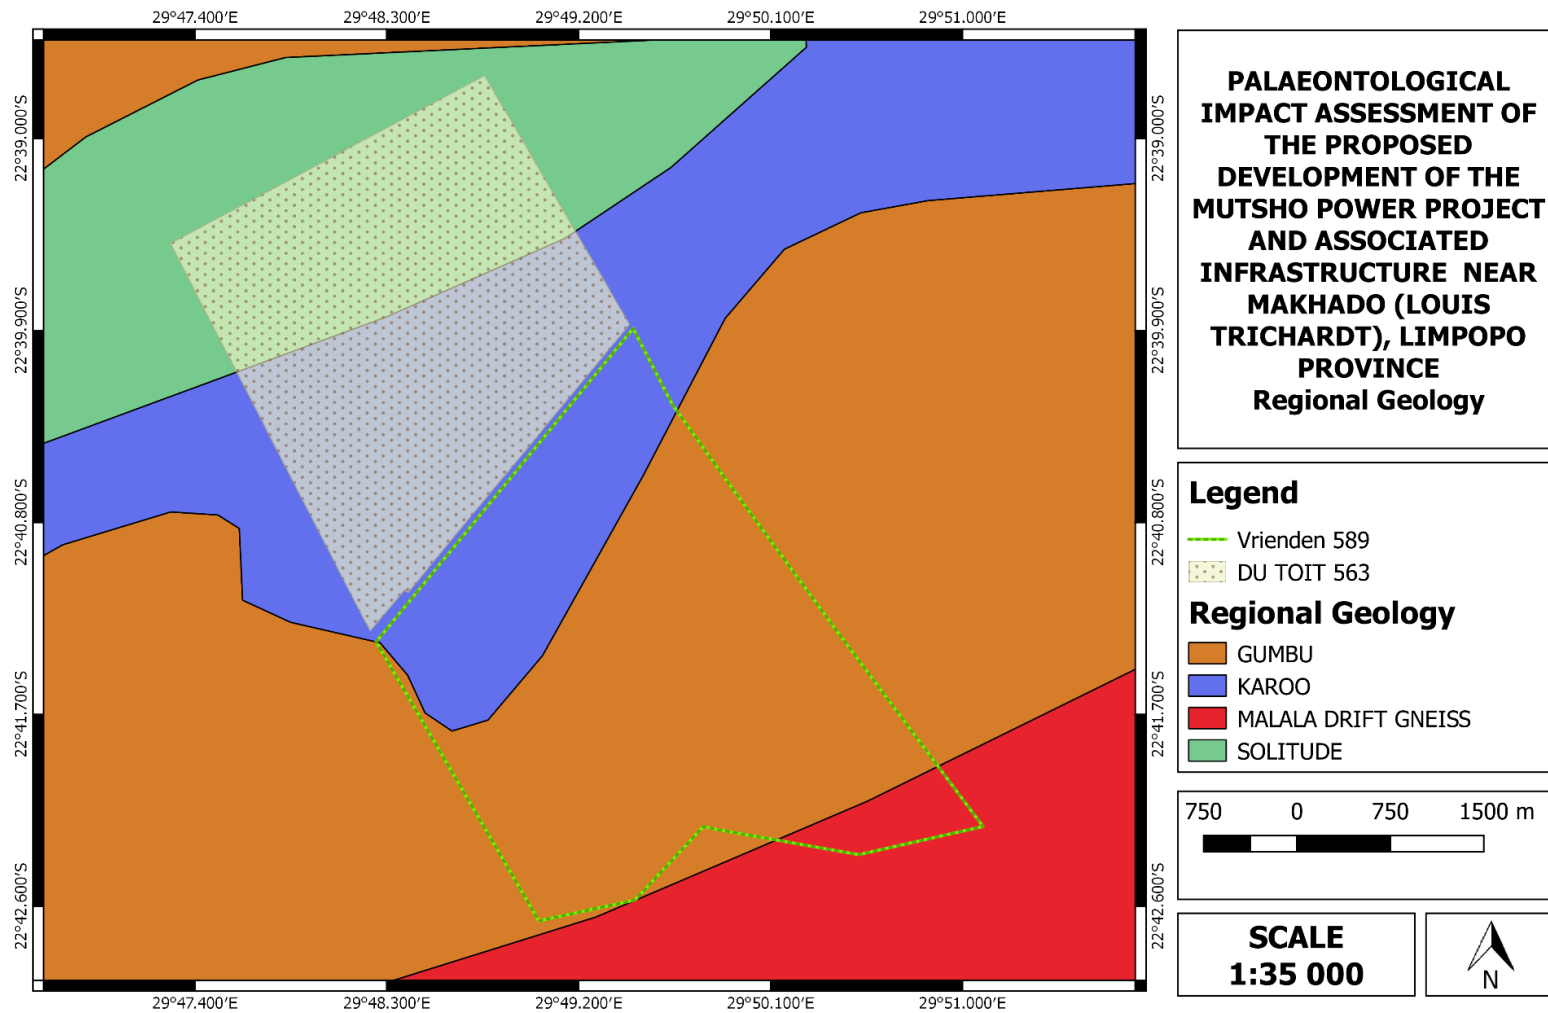 29°47.400'E 29°48.300'E 29°49.200'E 29°50.100'E 29°51.000'E
22°39.000'S
22°39.900'S
22°40.800'S
22°41.700'S
22°42.600'S
22°39.000'S
22°39.900'S
22°40.800'S
22°41.700'S
22°42.600'S
29°47.400'E 29°48.300'E 29°49.200'E 29°50.100'E 29°51.000'E
PALAEONTOLOGICAL
IMPACT ASSESSMENT OF
THE PROPOSED
DEVELOPMENT OF THE
MUTSHO POWER PROJECT
AND ASSOCIATED
INFRASTRUCTURE NEAR
MAKHADO (LOUIS
TRICHARDT), LIMPOPO
PROVINCE
Regional Geology
Legend
Vrienden 589
DU TOIT 563
Regional Geology
GUMBU
KAROO
MALALA DRIFT GNEISS
SOLITUDE
750 0 750 1500 m
SCALE
1:35 000
N